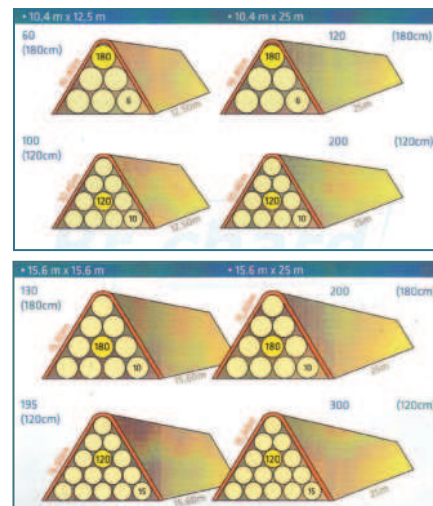 • 10.4 m x 12,5 m • 10.4 m x 25 m
60 120 (180cm)
(180cm)
180 180
6 6
12,50m 25m
100 200 (120cm)
(120cm)
120 120
10 10
12,50m 25m
• 15.6 m x 15.6 m • 15.6 m x 25 m
130 200 (180cm)
(180cm)
180 180
10 10
15,60m 25m
195 300 (120cm)
(120cm)
120 120
15 15
15,60m 25m